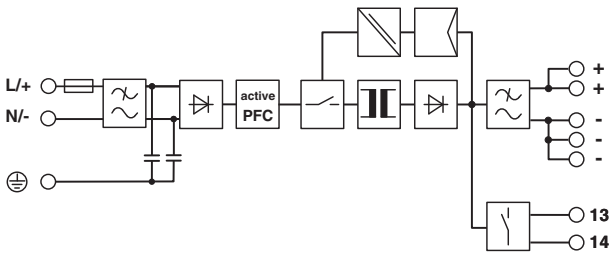 L/+
N/-
active
PFC
+
+
-
-
-
13
14